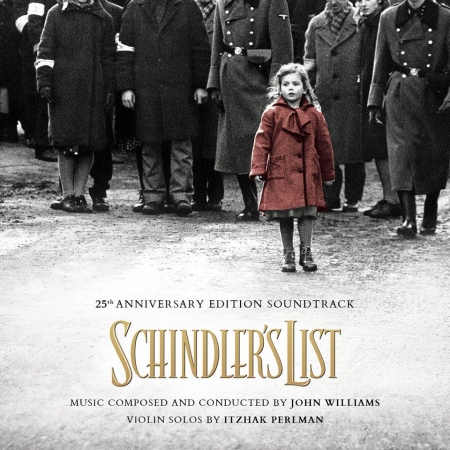 25th ANNIVERSARY EDITION SOUNDTRACK
SCHINDLER'S LIST
MUSIC COMPOSED AND CONDUCTED BY JOHN WILLIAMS
VIOLIN SOLOS BY ITZHAK PERLMAN